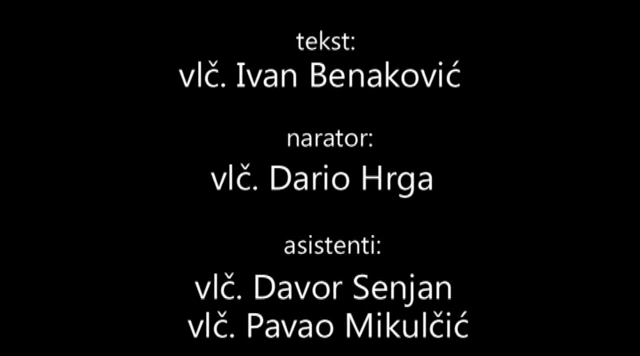 tekst:
vlč. Ivan Benaković
narator:
vlč. Dario Hrga
asistenti:
vlč. Davor Senjan
vlč. Pavao Mikulčić